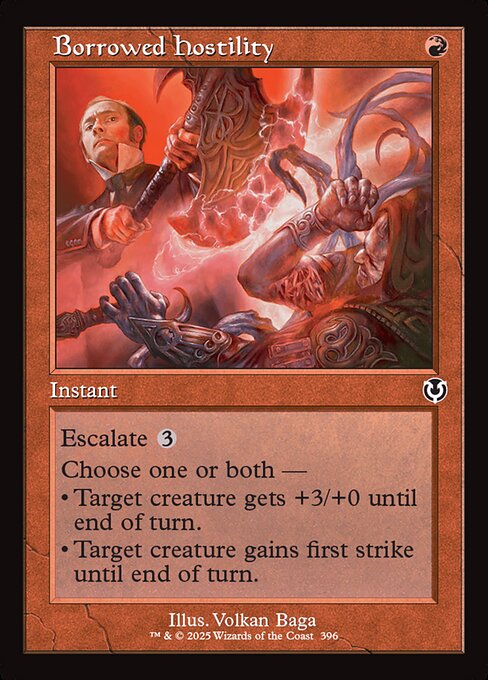 Borrowed Hostility
Instant
Escalate 3
Choose one or both —
• Target creature gets +3/+0 until
end of turn.
• Target creature gains first strike
until end of turn.
Illus. Volkan Baga
™ & © 2025 Wizards of the Coast 396